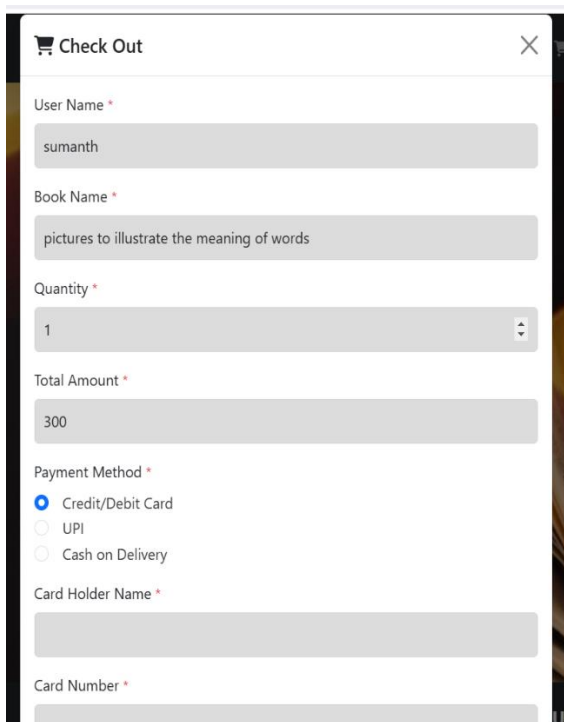 Check Out
User Name *
sumanth
Book Name *
pictures to illustrate the meaning of words
Quantity *
1
Total Amount *
300
Payment Method *
Credit/Debit Card
UPI
Cash on Delivery
Card Holder Name *
Card Number *